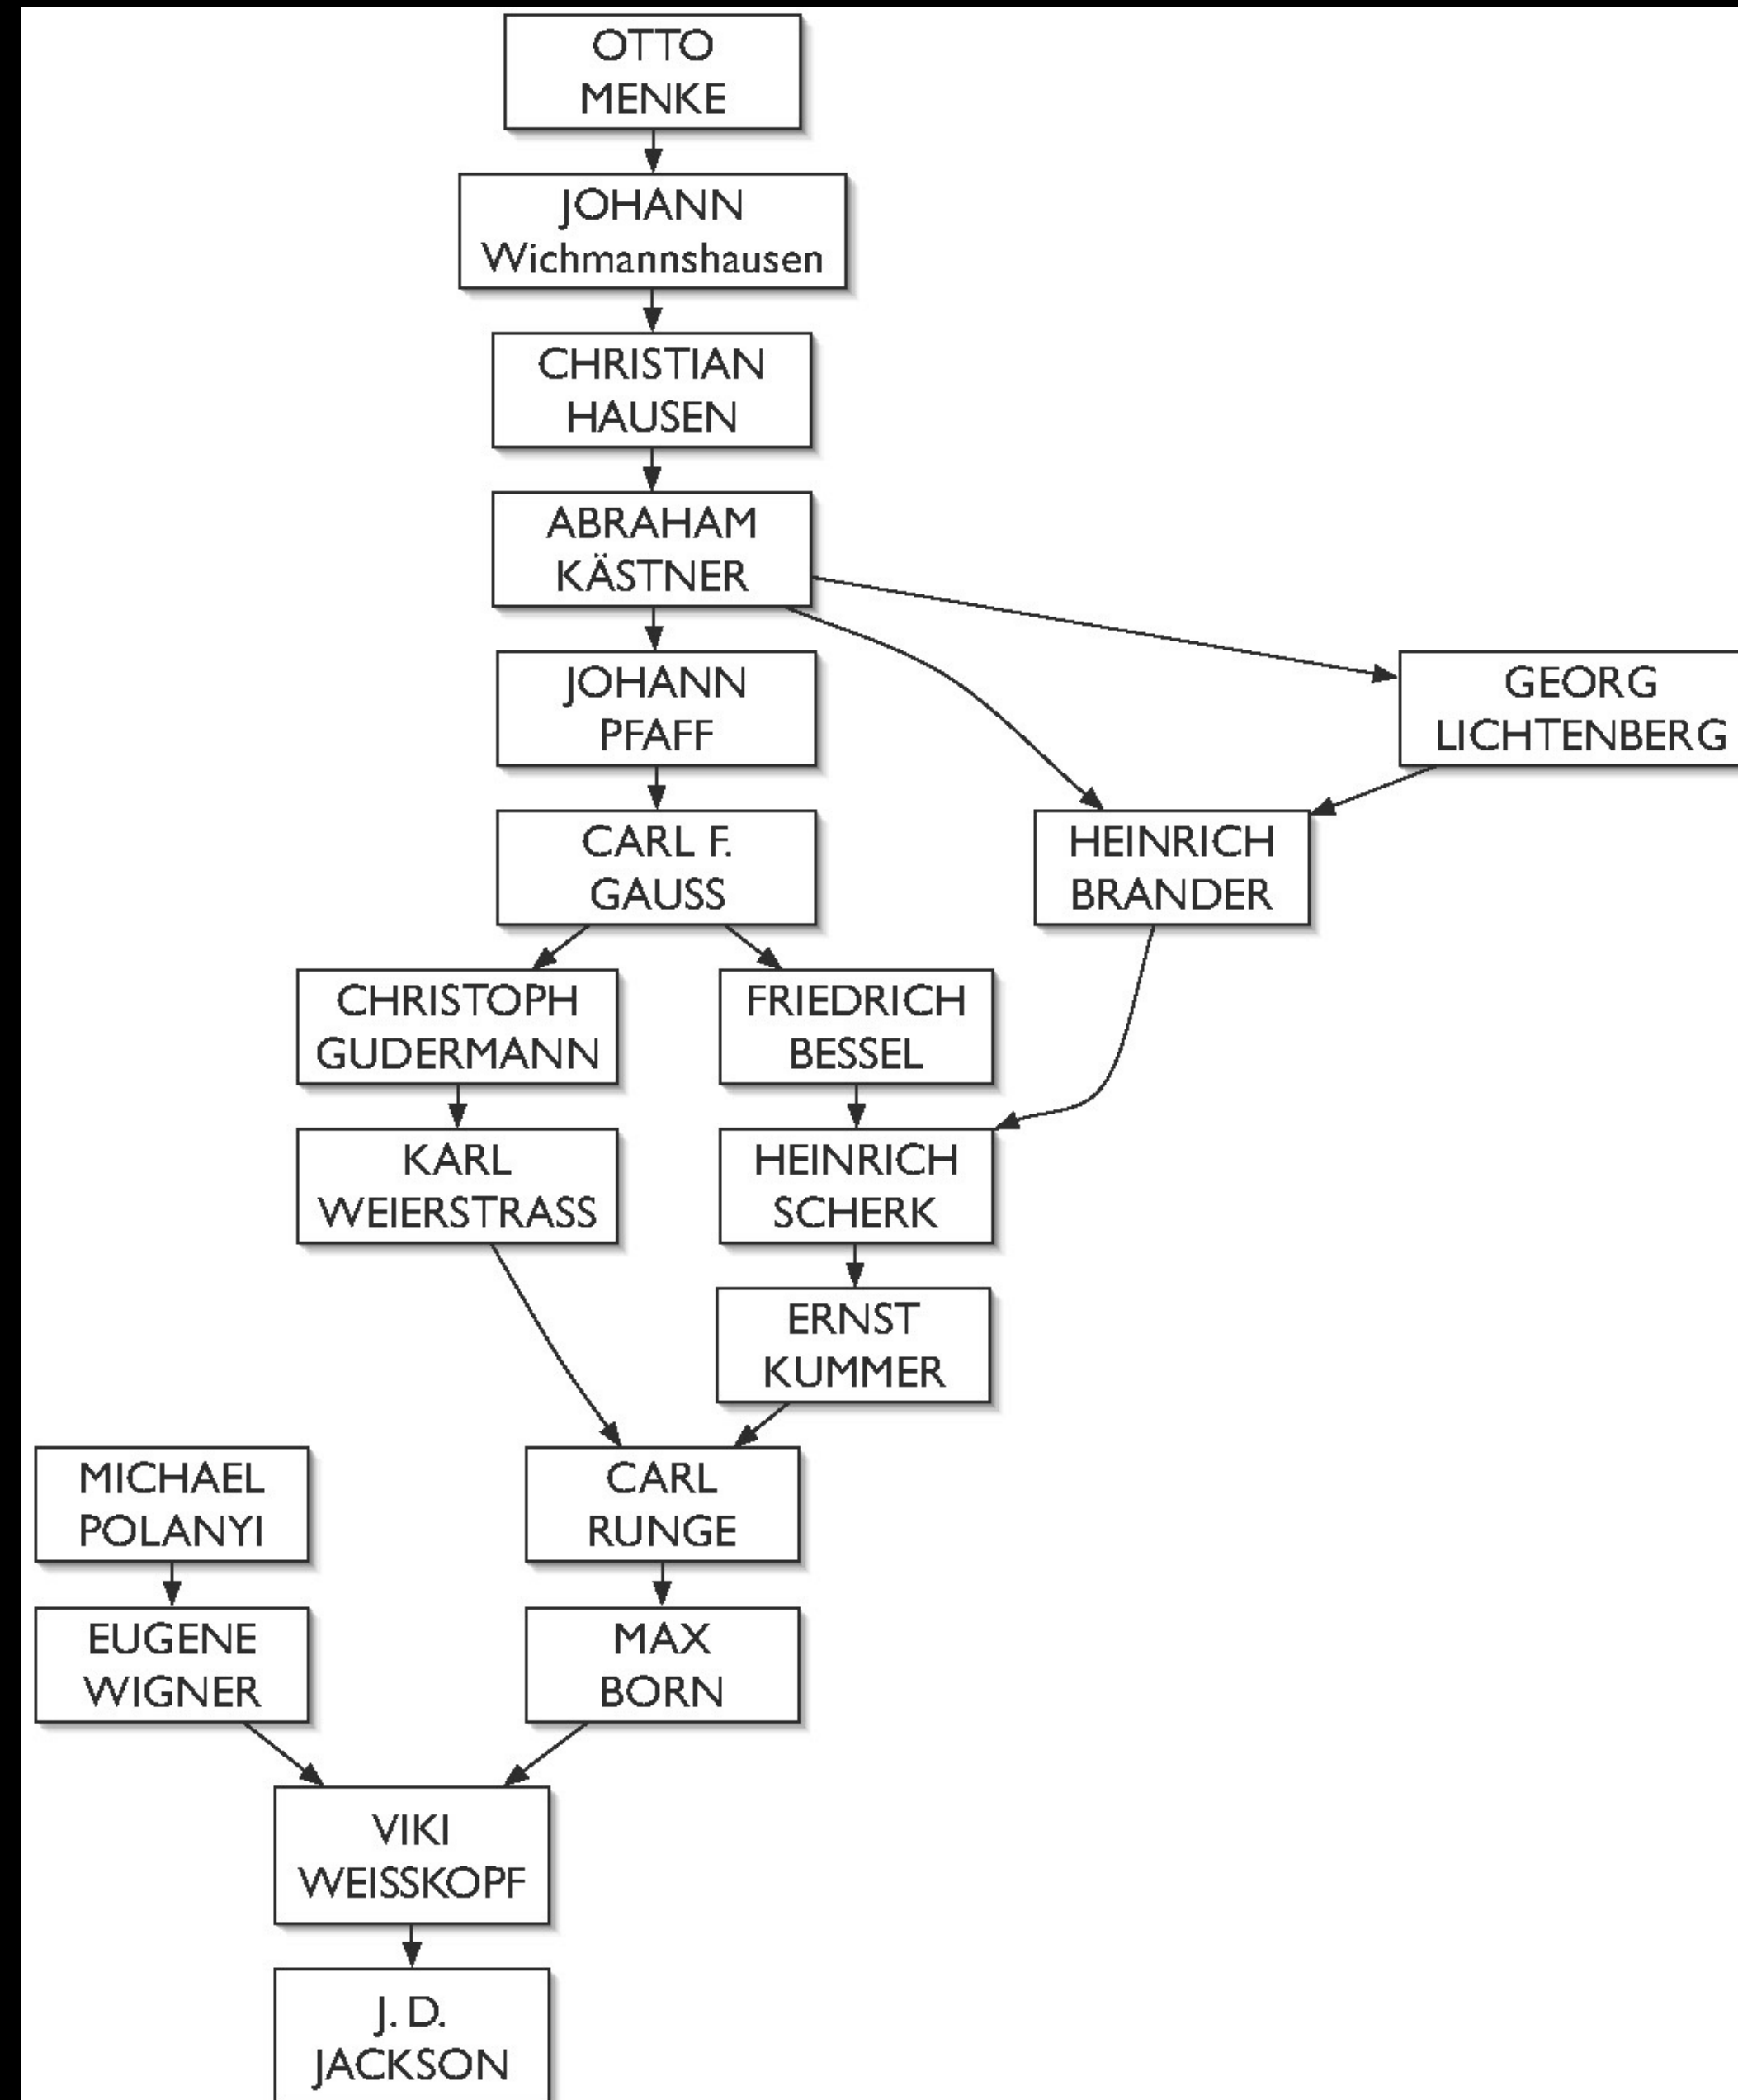 OTTO
MENKE
JOHANN
Wichmannshausen
CHRISTIAN
HAUSEN
ABRAHAM
KÄSTNER
JOHANN
PFAFF
GEORG
LICHTENBERG
CARL F.
GAUSS
HEINRICH
BRANDER
CHRISTOPH
GUDERMANN
FRIEDRICH
BESSEL
KARL
WEIERSTRASS
HEINRICH
SCHERK
ERNST
KUMMER
MICHAEL
POLANYI
CARL
RUNGE
EUGENE
WIGNER
MAX
BORN
VIKI
WEISSKOPF
J. D.
JACKSON